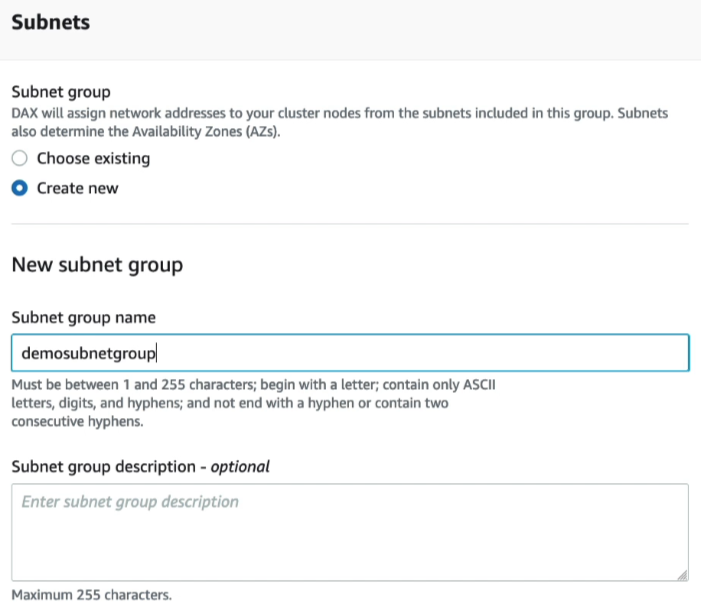 Subnets
Subnet group
DAX will assign network addresses to your cluster nodes from the subnets included in this group. Subnets
also determine the Availability Zones (AZs).
Choose existing
Create new
New subnet group
Subnet group name
demosubnetgroup
Must be between 1 and 255 characters; begin with a letter; contain only ASCII
letters, digits, and hyphens; and not end with a hyphen or contain two
consecutive hyphens.
Subnet group description - optional
Enter subnet group description
Maximum 255 characters.